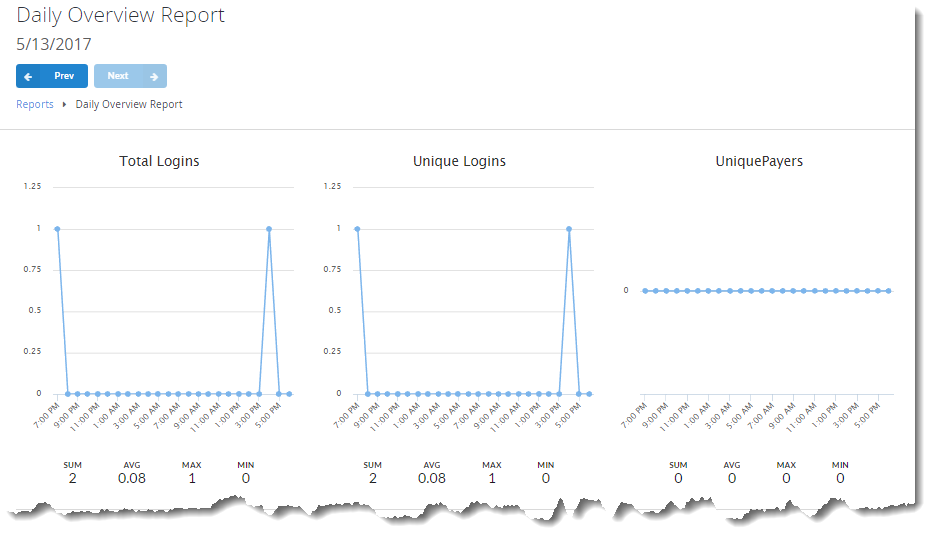 Daily Overview Report
5/13/2017
Prev Next
Reports Daily Overview Report
Total Logins
1.25
1
0.75
0.5
0.25
0
7:00 PM 9:00 PM 11:00 PM 1:00 AM 3:00 AM 5:00 AM 7:00 AM 9:00 AM 11:00 AM 1:00 PM 3:00 PM 5:00 PM
SUM AVG MAX MIN
2 0.08 1 0
Unique Logins
1.25
1
0.75
0.5
0.25
0
7:00 PM 9:00 PM 11:00 PM 1:00 AM 3:00 AM 5:00 AM 7:00 AM 9:00 AM 11:00 AM 1:00 PM 3:00 PM 5:00 PM
SUM AVG MAX MIN
2 0.08 1 0
UniquePayers
0
7:00 PM 9:00 PM 11:00 PM 1:00 AM 3:00 AM 5:00 AM 7:00 AM 9:00 AM 11:00 AM 1:00 PM 3:00 PM 5:00 PM
SUM AVG MAX MIN
0 0 0 0